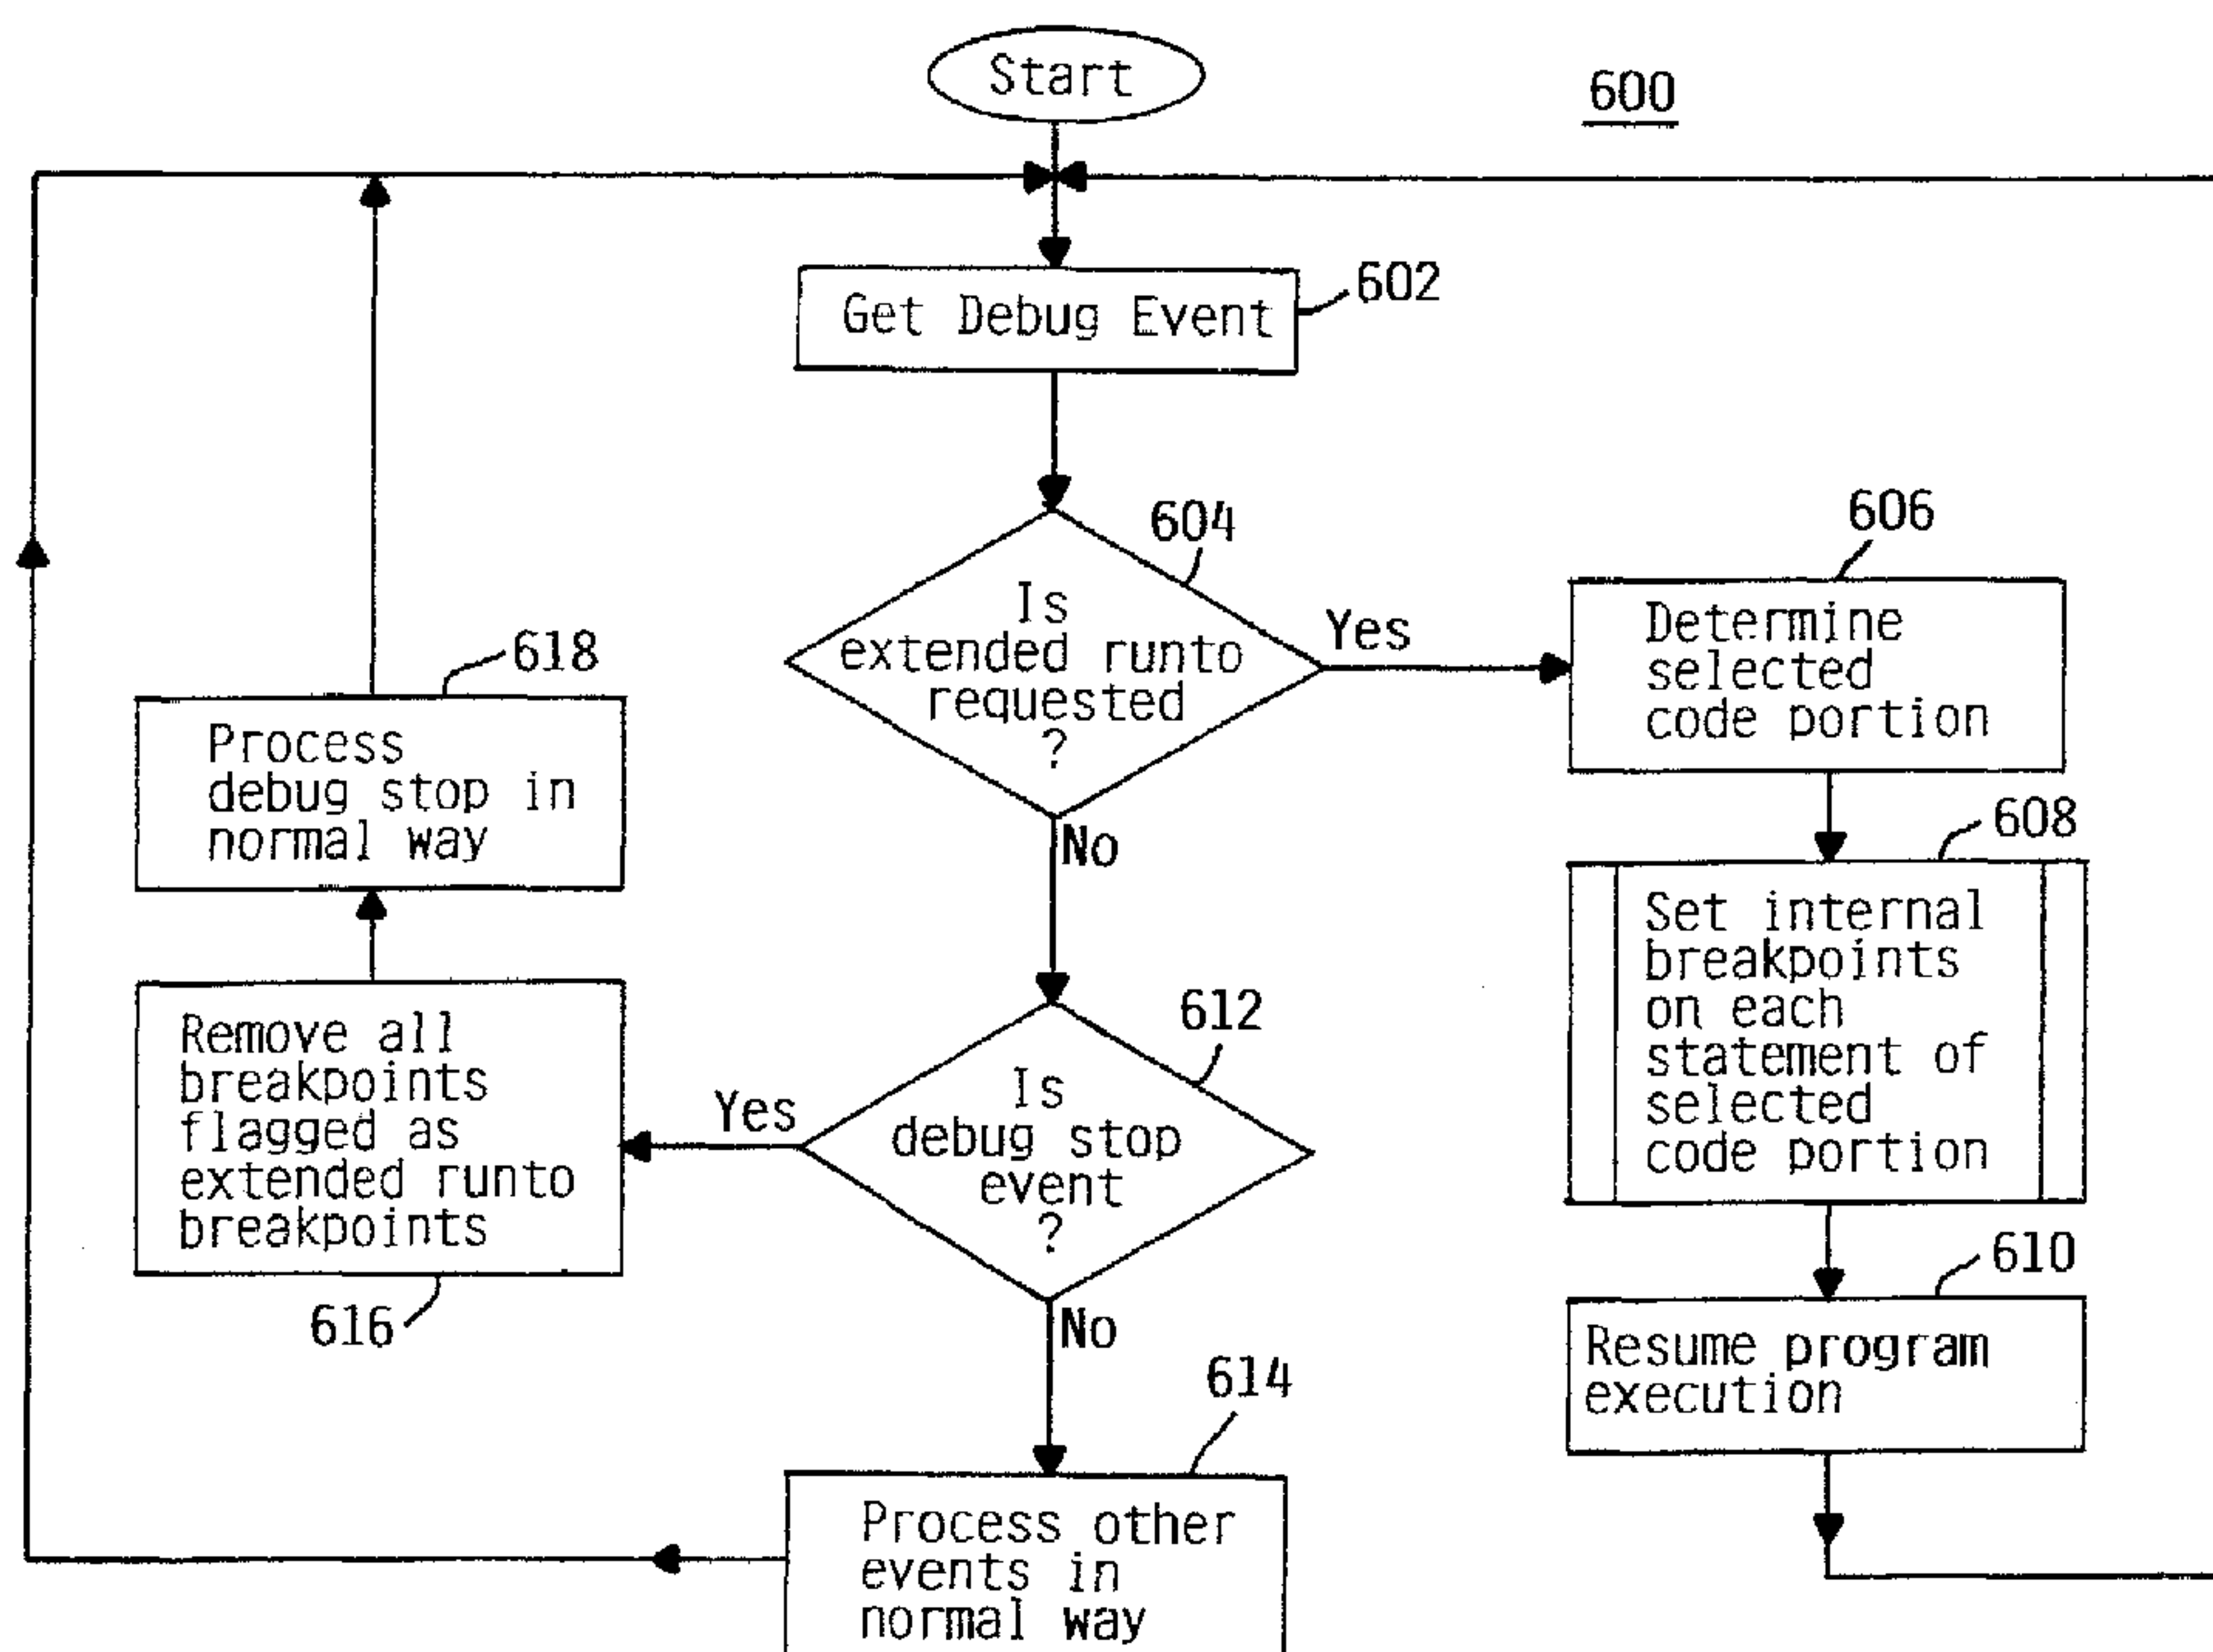 Start
600
Get Debug Event
602
604
Is
extended runto
requested
?
Yes
No
606
Determine
selected
code portion
608
Set internal
breakpoints
on each
statement of
selected
code portion
610
Resume program
execution
612
Is
debug stop
event
?
Yes
No
618
Process
debug stop in
normal way
Remove all
breakpoints
flagged as
extended runto
breakpoints
616
614
Process other
events in
normal way